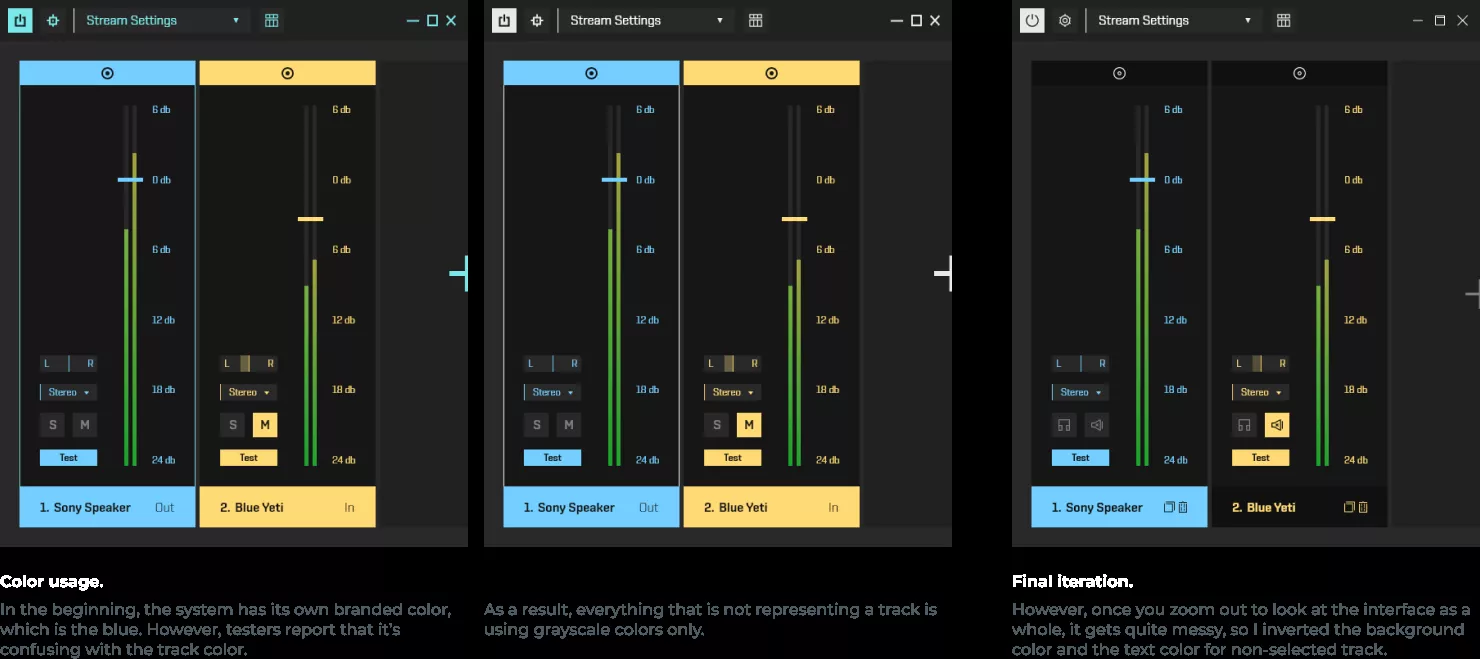 Stream Settings
6 db
6 db
0 db
0 db
6 db
6 db
12 db
12 db
L R
L R
18 db
18 db
Stereo
Stereo
S M
S M
Test
Test
24 db
24 db
1. Sony Speaker Out
2. Blue Yeti In
Stream Settings
6 db
6 db
0 db
0 db
6 db
6 db
12 db
12 db
L R
L R
18 db
18 db
Stereo
Stereo
S M
S M
Test
Test
24 db
24 db
1. Sony Speaker Out
2. Blue Yeti In
Stream Settings
6 db
6 db
0 db
0 db
6 db
6 db
12 db
12 db
L R
L R
18 db
18 db
Stereo
Stereo
Test
Test
24 db
24 db
1. Sony Speaker
2. Blue Yeti
Color usage.
In the beginning, the system has its own branded color,
which is the blue. However, testers report that it's
confusing with the track color.
As a result, everything that is not representing a track is
using grayscale colors only.
Final iteration.
However, once you zoom out to look at the interface as a
whole, it gets quite messy, so I inverted the background
color and the text color for non-selected track.